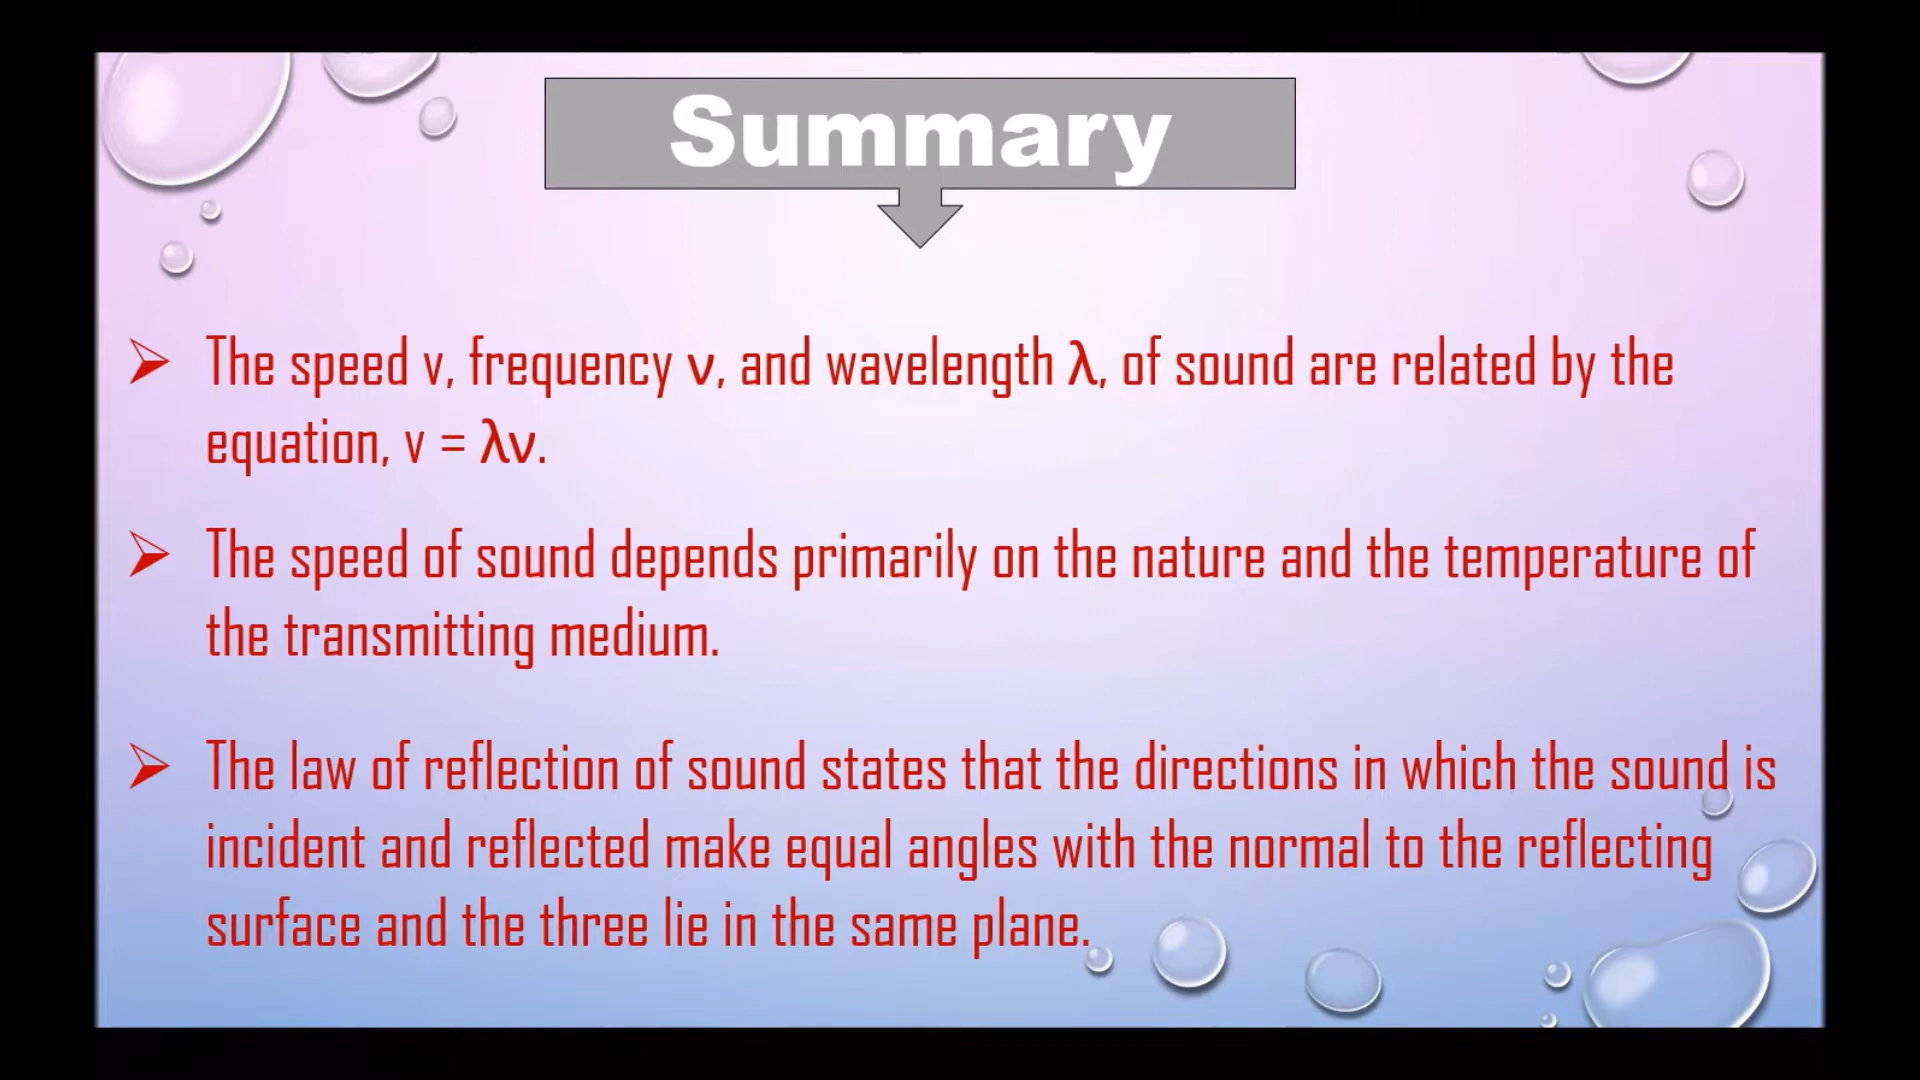 Summary
The speed v, frequency ν, and wavelength λ, of sound are related by the
equation, v = λν.
The speed of sound depends primarily on the nature and the temperature of
the transmitting medium.
The law of reflection of sound states that the directions in which the sound is
incident and reflected make equal angles with the normal to the reflecting
surface and the three lie in the same plane.